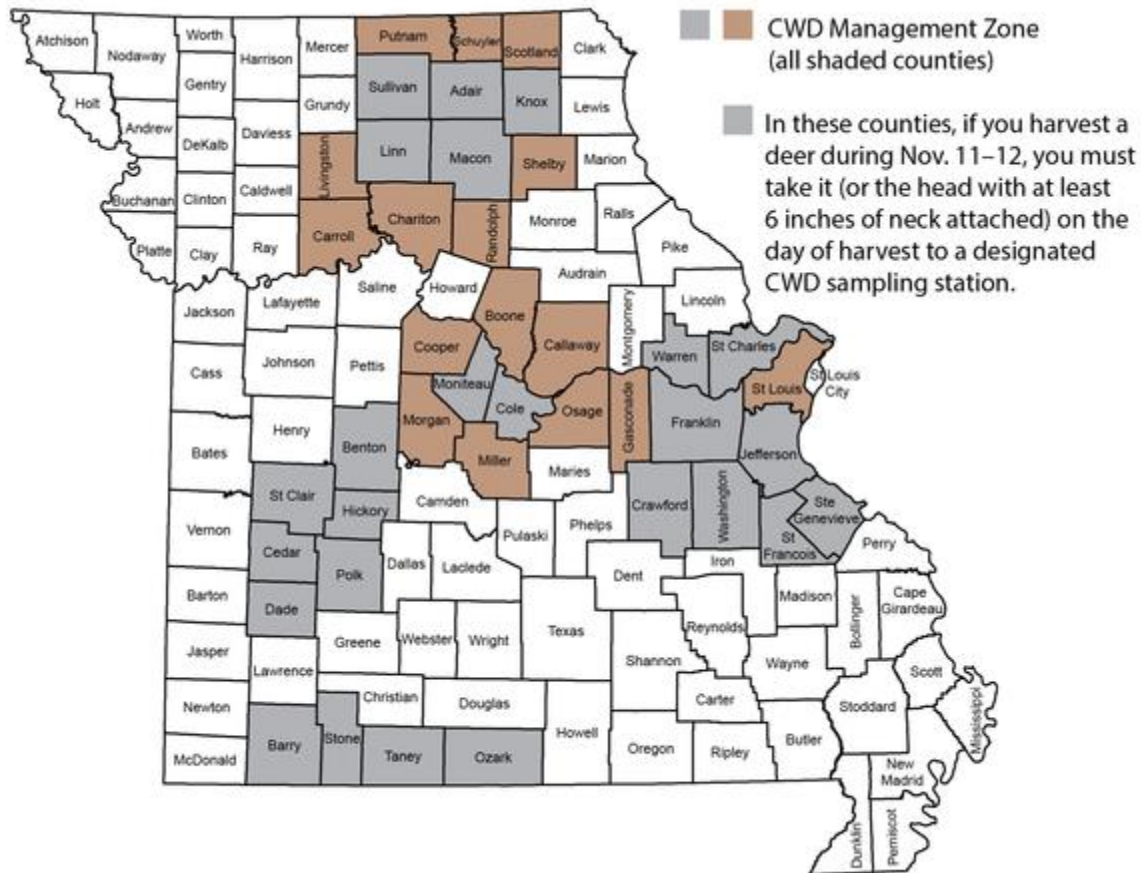 CWD Management Zone
(all shaded counties)
In these counties, if you harvest a
deer during Nov. 11–12, you must
take it (or the head with at least
6 inches of neck attached) on the
day of harvest to a designated
CWD sampling station.
Atchison
Nodaway
Worth
Harrison
Mercer
Putnam
Schuyler
Scotland
Clark
Holt
Gentry
Grundy
Sullivan
Adair
Knox
Lewis
Andrew
DeKalb
Daviess
Livingston
Linn
Macon
Shelby
Marion
Buchanan
Clinton
Caldwell
Carroll
Chariton
Randolph
Monroe
Ralls
Pike
Platte
Clay
Ray
Saline
Howard
Audrain
Jackson
Lafayette
Boone
Montgomery
Lincoln
Cass
Johnson
Pettis
Cooper
Callaway
Warren
St Charles
St Louis
St Louis
City
Moniteau
Cole
Osage
Gasconade
Franklin
Bates
Henry
Benton
Morgan
Miller
Maries
Jefferson
St Clair
Hickory
Camden
Crawford
Washington
Ste
Genevieve
St
Francois
Vernon
Cedar
Polk
Dallas
Laclede
Pulaski
Phelps
Iron
Perry
Barton
Dade
Dent
Madison
Bollinger
Cape
Girardeau
Jasper
Lawrence
Greene
Webster
Wright
Texas
Reynolds
Wayne
Scott
Shannon
Newton
Christian
Douglas
Carter
Stoddard
Mississippi
McDonald
Barry
Stone
Taney
Ozark
Howell
Oregon
Ripley
Butler
New
Madrid
Dunklin
Pemiscot